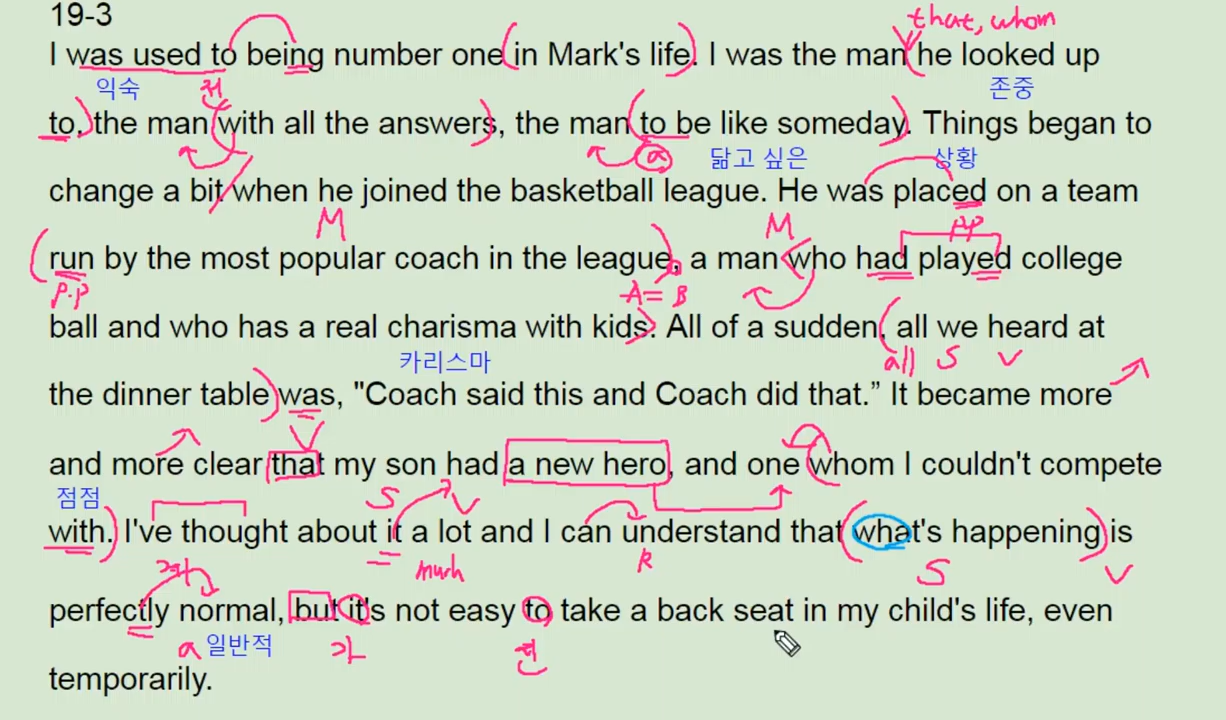 19-3
that, whom
I was used to being number one in Mark's life. I was the man he looked up
익숙 전 존중
to, the man with all the answers, the man to be like someday. Things began to
a 닮고 싶은 상황
change a bit when he joined the basketball league. He was placed on a team
M M PP
run by the most popular coach in the league, a man who had played college
P.P A= B
ball and who has a real charisma with kids. All of a sudden, all we heard at
카리스마 all S V
the dinner table was, "Coach said this and Coach did that.” It became more
V
and more clear that my son had a new hero, and one whom I couldn't compete
점점 S V
with. I've thought about it a lot and I can understand that what's happening is
much R S V
perfectly normal, but it's not easy to take a back seat in my child's life, even
a 일반적 가
temporarily.